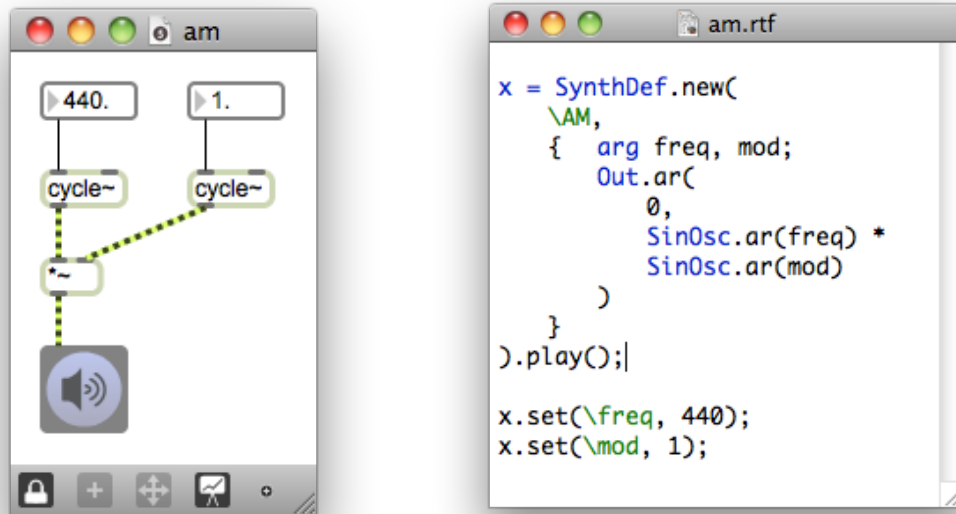 am
440.
1.
cycle~
cycle~
*~
am.rtf
x = SynthDef.new(
\AM,
{ arg freq, mod;
Out.ar(
0,
SinOsc.ar(freq) *
SinOsc.ar(mod)
)
}
).play();
x.set(\freq, 440);
x.set(\mod, 1);